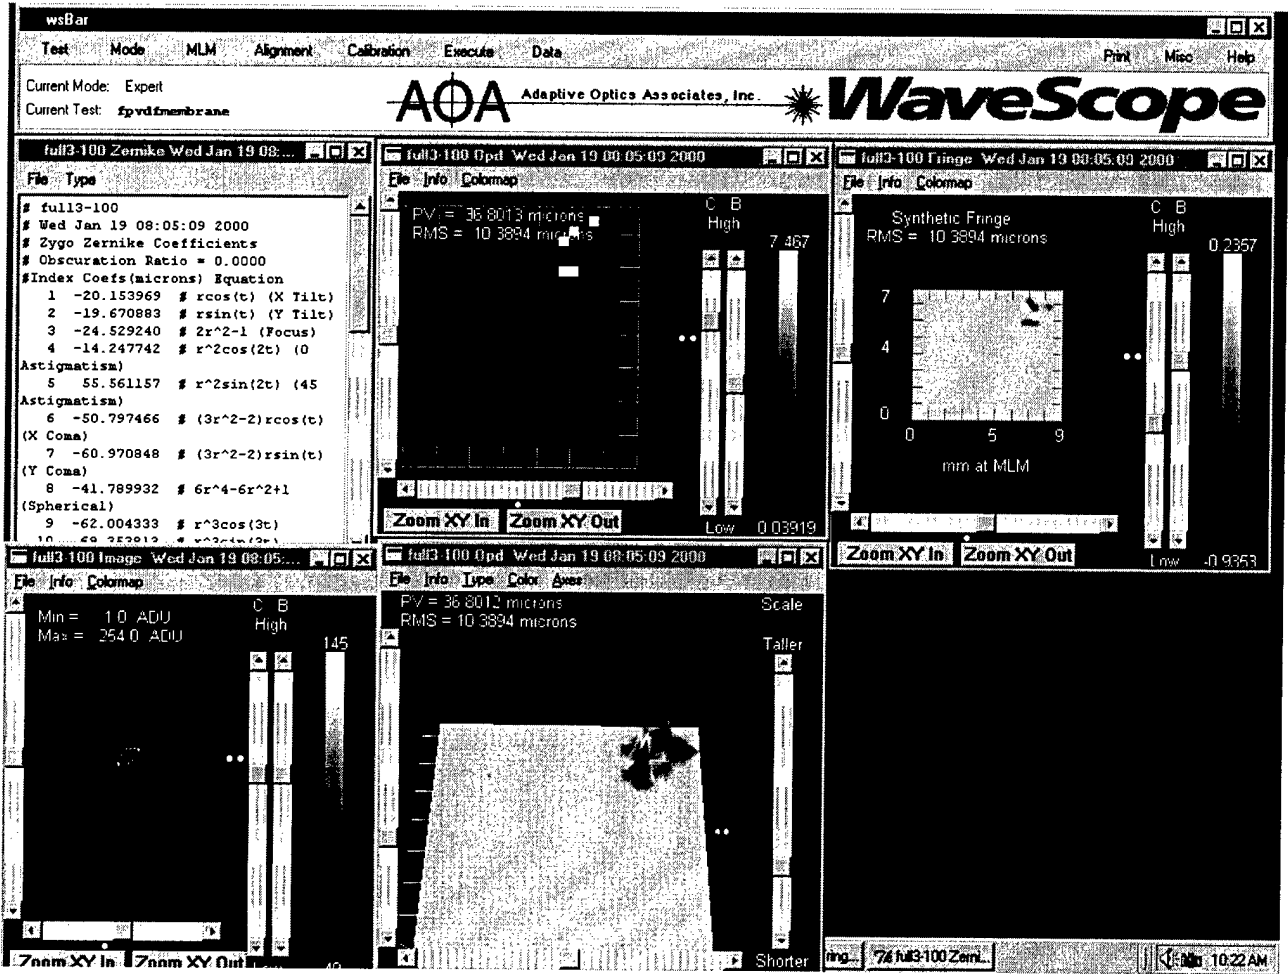 wsBar
Test Mode MLM Alignment Calibration Execute Data Print Misc Help
Current Mode: Expert
Current Test: fpvdfmembrane
AOA Adaptive Optics Associates, Inc. WaveScope
full3-100 Zernike Wed Jan 19 08:...
File Type
# full3-100
# Wed Jan 19 08:05:09 2000
# Zygo Zernike Coefficients
# Obscuration Ratio = 0.0000
#Index Coefs(microns) Equation
1 -20.153969 # rcos(t) (X Tilt)
2 -19.670883 # rsin(t) (Y Tilt)
3 -24.529240 # 2r^2-1 (Focus)
4 -14.247742 # r^2cos(2t) (0
Astigmatism)
5 55.561157 # r^2sin(2t) (45
Astigmatism)
6 -50.797466 # (3r^2-2)rcos(t)
(X Coma)
7 -60.970848 # (3r^2-2)rsin(t)
(Y Coma)
8 -41.789932 # 6r^4-6r^2+1
(Spherical)
9 -62.004333 # r^3cos(3t)
full3-100 Opd Wed Jan 19 08:05:09 2000
File Info Colormap
PV = 36.8013 microns
RMS = 10.3894 microns
C B
High
7.467
Zoom XY In Zoom XY Out
Low 0.03919
full3-100 Fringe Wed Jan 19 08:05:09 2000
File Info Colormap
Synthetic Fringe
RMS = 10.3894 microns
C B
High
0.2357
7
4
0
0 5 9
mm at MLM
Zoom XY In Zoom XY Out
Low -0.9353
full3-100 Image Wed Jan 19 08:05:...
File Info Colormap
Min = 1.0 ADU
Max = 254.0 ADU
C B
High
145
Zoom XY In Zoom XY Out
full3-100 Opd Wed Jan 19 08:05:09 2000
File Info Type Color Axes
PV = 36.8012 microns
RMS = 10.3894 microns
Scale
Taller
Shorter
ring... full3-100 Zerni... 10:22 AM